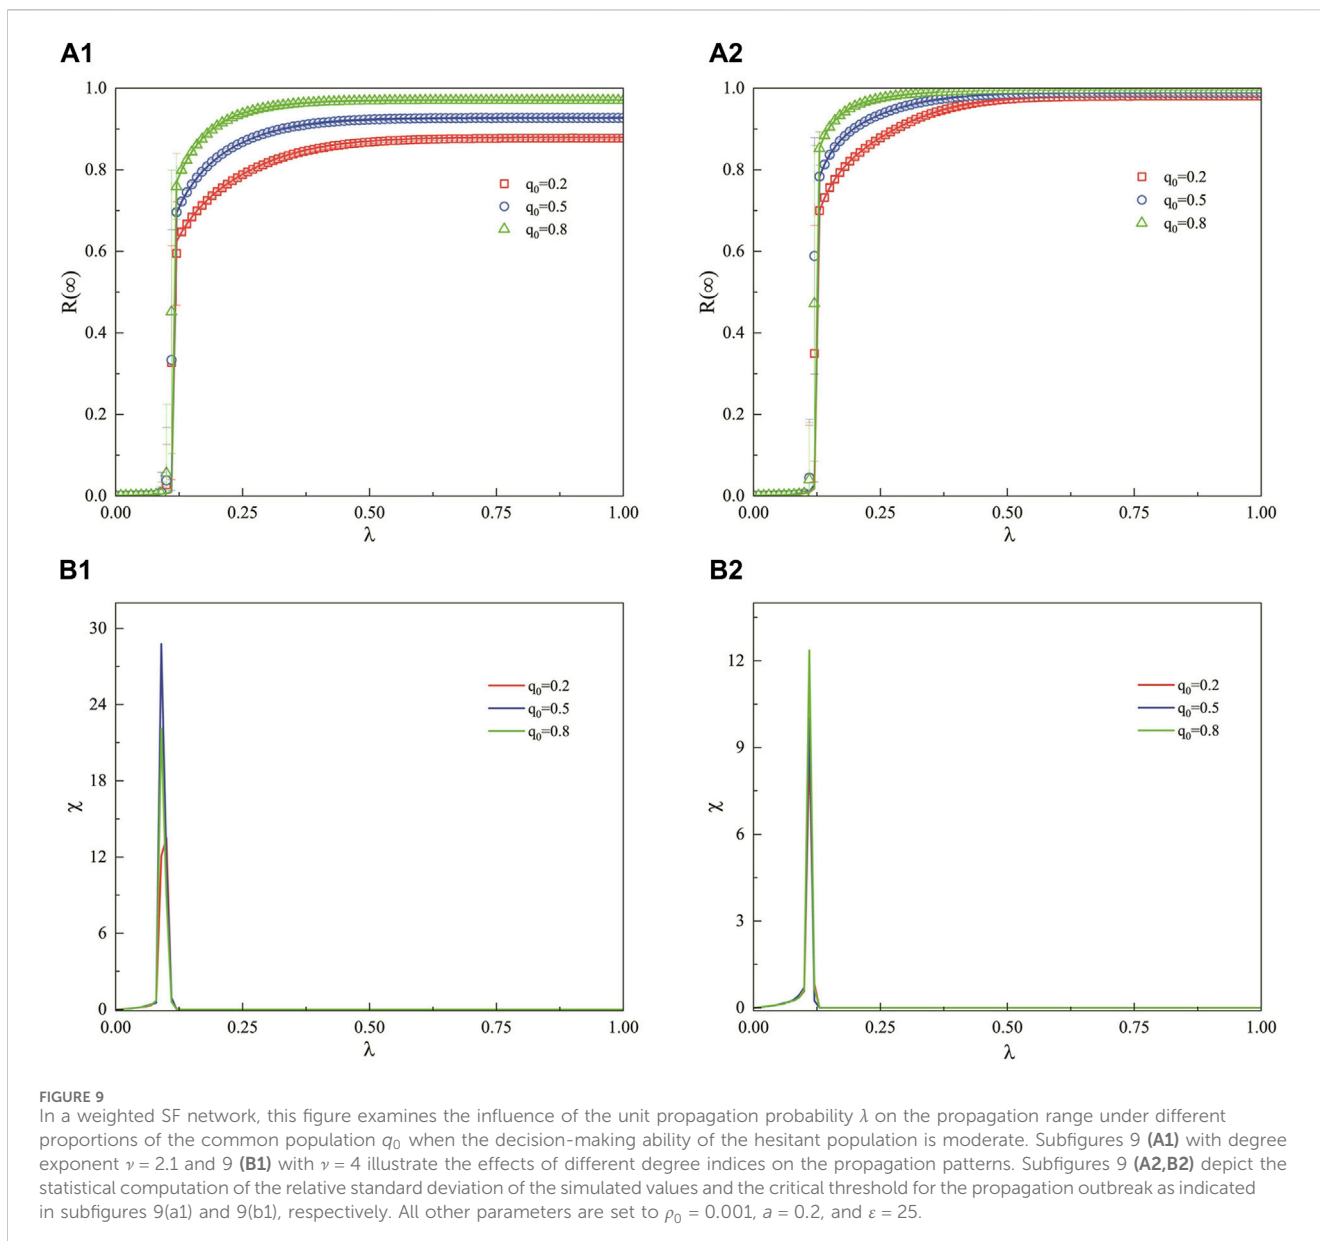 A1
1.0
0.8
0.6
0.4
0.2
0.0
R(∞)
0.00
0.25
0.50
0.75
1.00
λ
q₀=0.2
q₀=0.5
q₀=0.8
A2
1.0
0.8
0.6
0.4
0.2
0.0
R(∞)
0.00
0.25
0.50
0.75
1.00
λ
q₀=0.2
q₀=0.5
q₀=0.8
B1
30
24
18
12
6
0
χ
0.00
0.25
0.50
0.75
1.00
λ
q₀=0.2
q₀=0.5
q₀=0.8
B2
12
9
6
3
0
χ
0.00
0.25
0.50
0.75
1.00
λ
q₀=0.2
q₀=0.5
q₀=0.8
FIGURE 9
In a weighted SF network, this figure examines the influence of the unit propagation probability λ on the propagation range under different
proportions of the common population q₀ when the decision-making ability of the hesitant population is moderate. Subfigures 9 (A1) with degree
exponent ν = 2.1 and 9 (B1) with ν = 4 illustrate the effects of different degree indices on the propagation patterns. Subfigures 9 (A2,B2) depict the
statistical computation of the relative standard deviation of the simulated values and the critical threshold for the propagation outbreak as indicated
in subfigures 9(a1) and 9(b1), respectively. All other parameters are set to ρ₀ = 0.001, a = 0.2, and ε = 25.